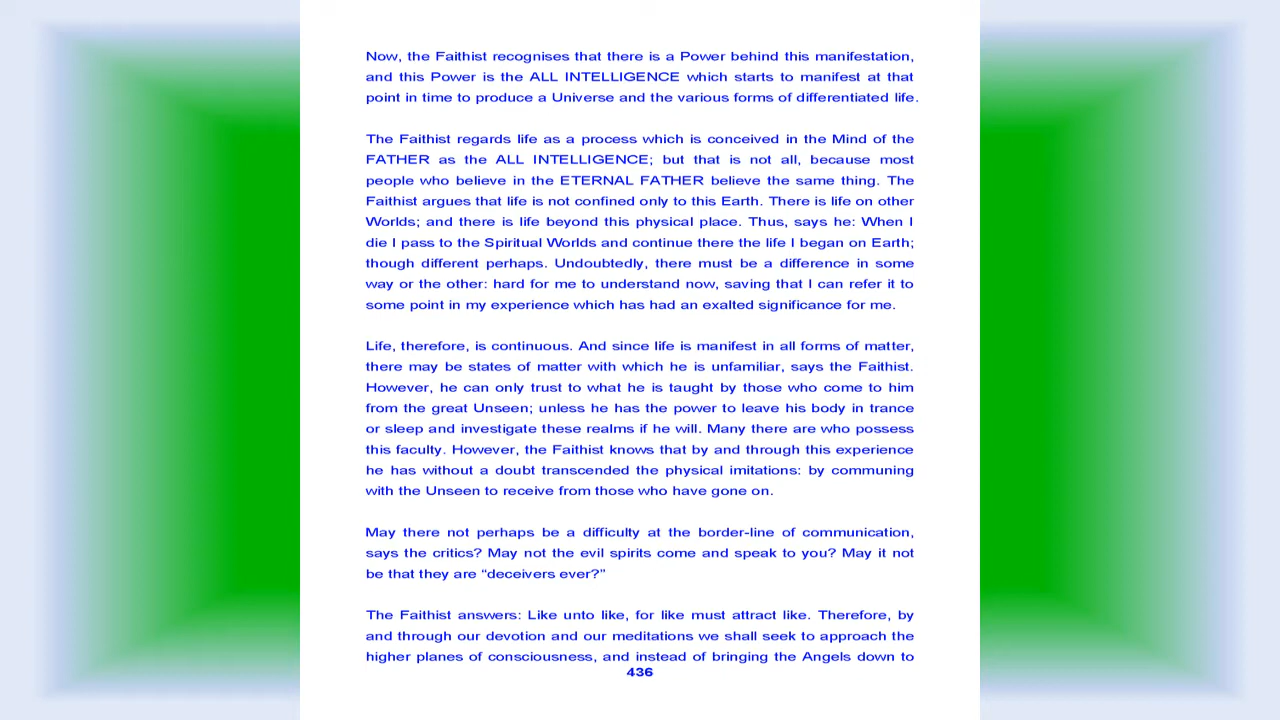 Now, the Faithist recognises that there is a Power behind this manifestation,
and this Power is the ALL INTELLIGENCE which starts to manifest at that
point in time to produce a Universe and the various forms of differentiated life.
The Faithist regards life as a process which is conceived in the Mind of the
FATHER as the ALL INTELLIGENCE; but that is not all, because most
people who believe in the ETERNAL FATHER believe the same thing. The
Faithist argues that life is not confined only to this Earth. There is life on other
Worlds; and there is life beyond this physical place. Thus, says he: When I
die I pass to the Spiritual Worlds and continue there the life I began on Earth;
though different perhaps. Undoubtedly, there must be a difference in some
way or the other: hard for me to understand now, saving that I can refer it to
some point in my experience which has had an exalted significance for me.
Life, therefore, is continuous. And since life is manifest in all forms of matter,
there may be states of matter with which he is unfamiliar, says the Faithist.
However, he can only trust to what he is taught by those who come to him
from the great Unseen; unless he has the power to leave his body in trance
or sleep and investigate these realms if he will. Many there are who possess
this faculty. However, the Faithist knows that by and through this experience
he has without a doubt transcended the physical imitations: by communing
with the Unseen to receive from those who have gone on.
May there not perhaps be a difficulty at the border-line of communication,
says the critics? May not the evil spirits come and speak to you? May it not
be that they are “deceivers ever?”
The Faithist answers: Like unto like, for like must attract like. Therefore, by
and through our devotion and our meditations we shall seek to approach the
higher planes of consciousness, and instead of bringing the Angels down to
436